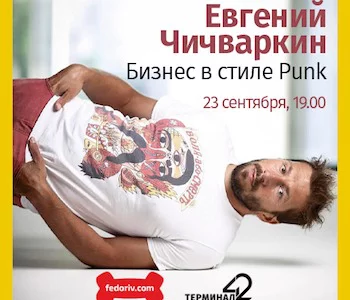 Евгений
Чичваркин
Бизнес в стиле Punk
23 сентября, 19.00
fedoriv.com
ТЕРМИНАЛ 42